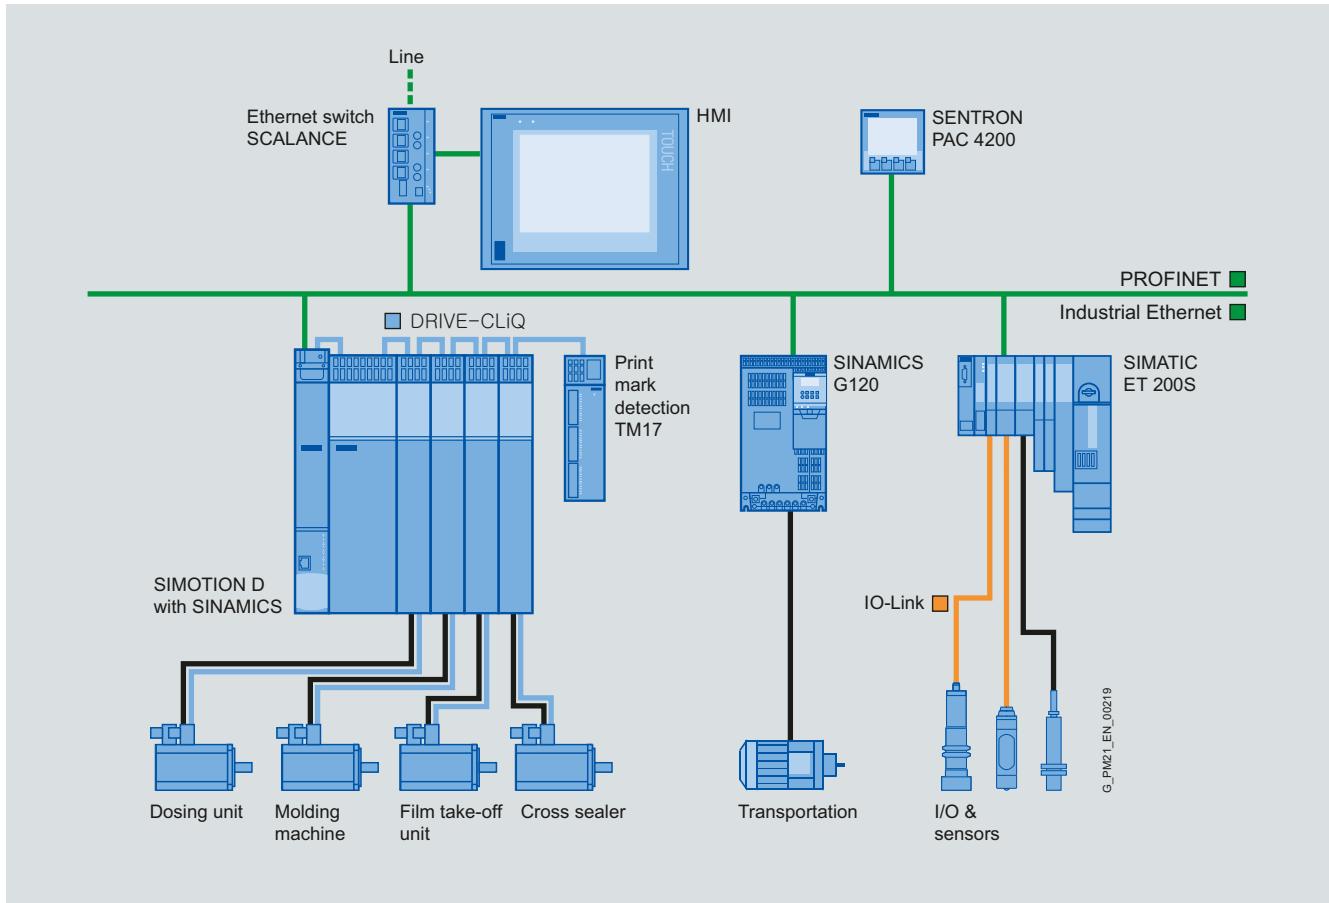 Line
Ethernet switch
SCALANCE
HMI
TOUCH
SENTRON
PAC 4200
PROFINET
Industrial Ethernet
DRIVE-CLiQ
Print
mark
detection
TM17
SINAMICS
G120
SIMATIC
ET 200S
SIMOTION D
with SINAMICS
IO-Link
Dosing unit
Molding
machine
Film take-off
unit
Cross sealer
Transportation
I/O &
sensors
G_PM21_EN_00219